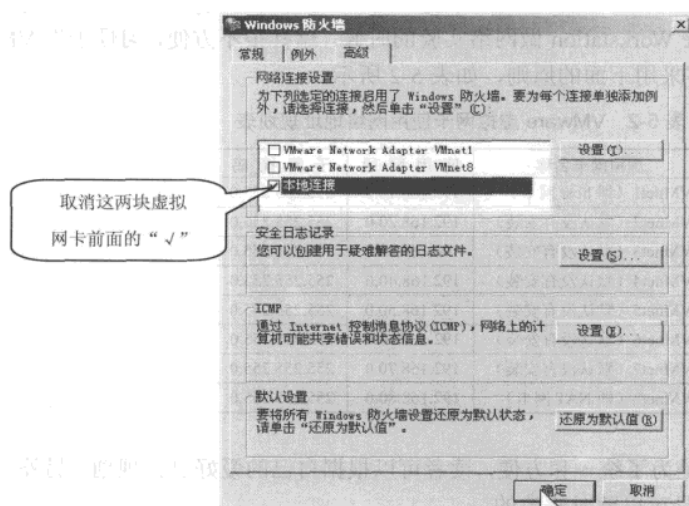 Windows 防火墙
常规
例外
高级
网络连接设置
为下列选定的连接启用了 Windows 防火墙。要为每个连接单独添加例
外，请选择连接，然后单击“设置”(C):
VMware Network Adapter VMnet1
VMware Network Adapter VMnet8
本地连接
设置(T)...
取消这两块虚拟
网卡前面的“√”
安全日志记录
您可以创建用于疑难解答的日志文件。
设置(S)...
ICMP
通过 Internet 控制消息协议(ICMP)，网络上的计
算机可能共享错误和状态信息。
设置(E)...
默认设置
要将所有 Windows 防火墙设置还原为默认状态，
请单击“还原为默认值”。
还原为默认值(R)
确定
取消